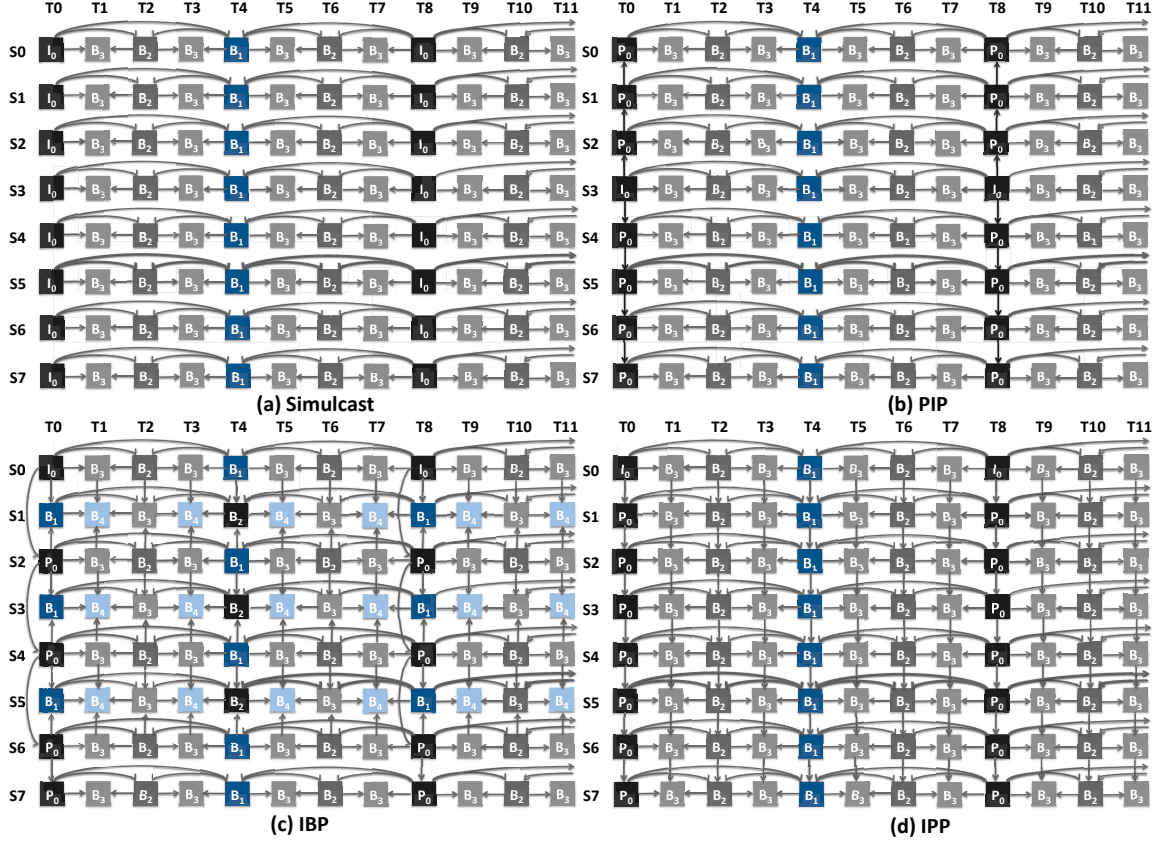 T0 T1 T2 T3 T4 T5 T6 T7 T8 T9 T10 T11
S0 I0 B3 B2 B3 B1 B3 B2 B3 I0 B3 B2 B3
S1 I0 B3 B2 B3 B1 B3 B2 B3 I0 B3 B2 B3
S2 I0 B3 B2 B3 B1 B3 B2 B3 I0 B3 B2 B3
S3 I0 B3 B2 B3 B1 B3 B2 B3 I0 B3 B2 B3
S4 I0 B3 B2 B3 B1 B3 B2 B3 I0 B3 B2 B3
S5 I0 B3 B2 B3 B1 B3 B2 B3 I0 B3 B2 B3
S6 I0 B3 B2 B3 B1 B3 B2 B3 I0 B3 B2 B3
S7 I0 B3 B2 B3 B1 B3 B2 B3 I0 B3 B2 B3
(a) Simulcast
T0 T1 T2 T3 T4 T5 T6 T7 T8 T9 T10 T11
S0 P0 B3 B2 B3 B1 B3 B2 B3 P0 B3 B2 B3
S1 P0 B3 B2 B3 B1 B3 B2 B3 P0 B3 B2 B3
S2 P0 B3 B2 B3 B1 B3 B2 B3 P0 B3 B2 B3
S3 I0 B3 B2 B3 B1 B3 B2 B3 I0 B3 B2 B3
S4 P0 B3 B2 B3 B1 B3 B2 B3 P0 B3 B2 B3
S5 P0 B3 B2 B3 B1 B3 B2 B3 P0 B3 B2 B3
S6 P0 B3 B2 B3 B1 B3 B2 B3 P0 B3 B2 B3
S7 P0 B3 B2 B3 B1 B3 B2 B3 P0 B3 B2 B3
(b) PIP
T0 T1 T2 T3 T4 T5 T6 T7 T8 T9 T10 T11
S0 I0 B3 B2 B3 B1 B3 B2 B3 I0 B3 B2 B3
S1 B1 B4 B3 B4 B2 B4 B3 B4 B1 B4 B3 B4
S2 P0 B3 B2 B3 B1 B3 B2 B3 P0 B3 B2 B3
S3 B1 B4 B3 B4 B2 B4 B3 B4 B1 B4 B3 B4
S4 P0 B3 B2 B3 B1 B3 B2 B3 P0 B3 B2 B3
S5 B1 B4 B3 B4 B2 B4 B3 B4 B1 B4 B3 B4
S6 P0 B3 B2 B3 B1 B3 B2 B3 P0 B3 B2 B3
S7 P0 B3 B2 B3 B1 B3 B2 B3 P0 B3 B2 B3
(c) IBP
T0 T1 T2 T3 T4 T5 T6 T7 T8 T9 T10 T11
S0 I0 B3 B2 B3 B1 B3 B2 B3 I0 B3 B2 B3
S1 P0 B3 B2 B3 B1 B3 B2 B3 P0 B3 B2 B3
S2 P0 B3 B2 B3 B1 B3 B2 B3 P0 B3 B2 B3
S3 P0 B3 B2 B3 B1 B3 B2 B3 P0 B3 B2 B3
S4 P0 B3 B2 B3 B1 B3 B2 B3 P0 B3 B2 B3
S5 P0 B3 B2 B3 B1 B3 B2 B3 P0 B3 B2 B3
S6 P0 B3 B2 B3 B1 B3 B2 B3 P0 B3 B2 B3
S7 P0 B3 B2 B3 B1 B3 B2 B3 P0 B3 B2 B3
(d) IPP